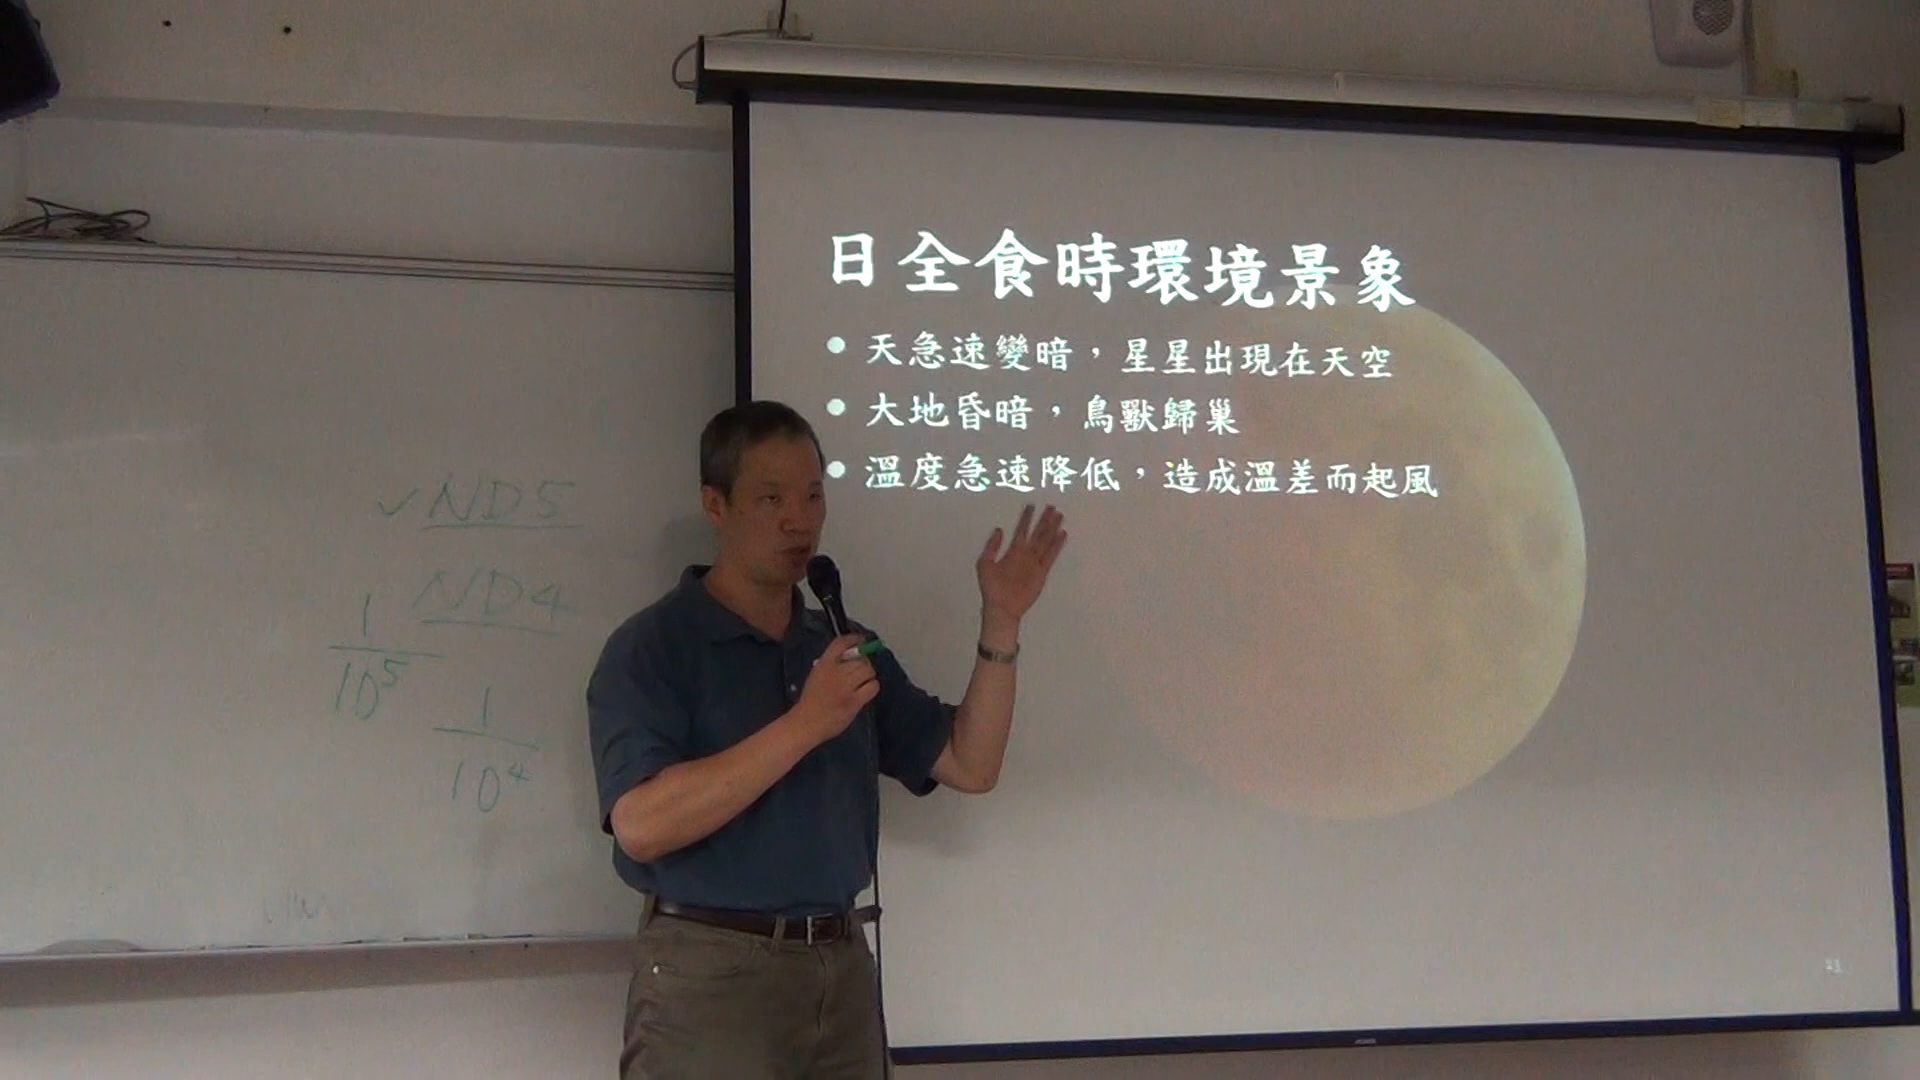 日全食時環境景象
天急速變暗，星星出現在天空
大地昏暗，鳥獸歸巢
溫度急速降低，造成溫差而起風
✓ND5
ND4
1
10⁵
1
10⁴
21